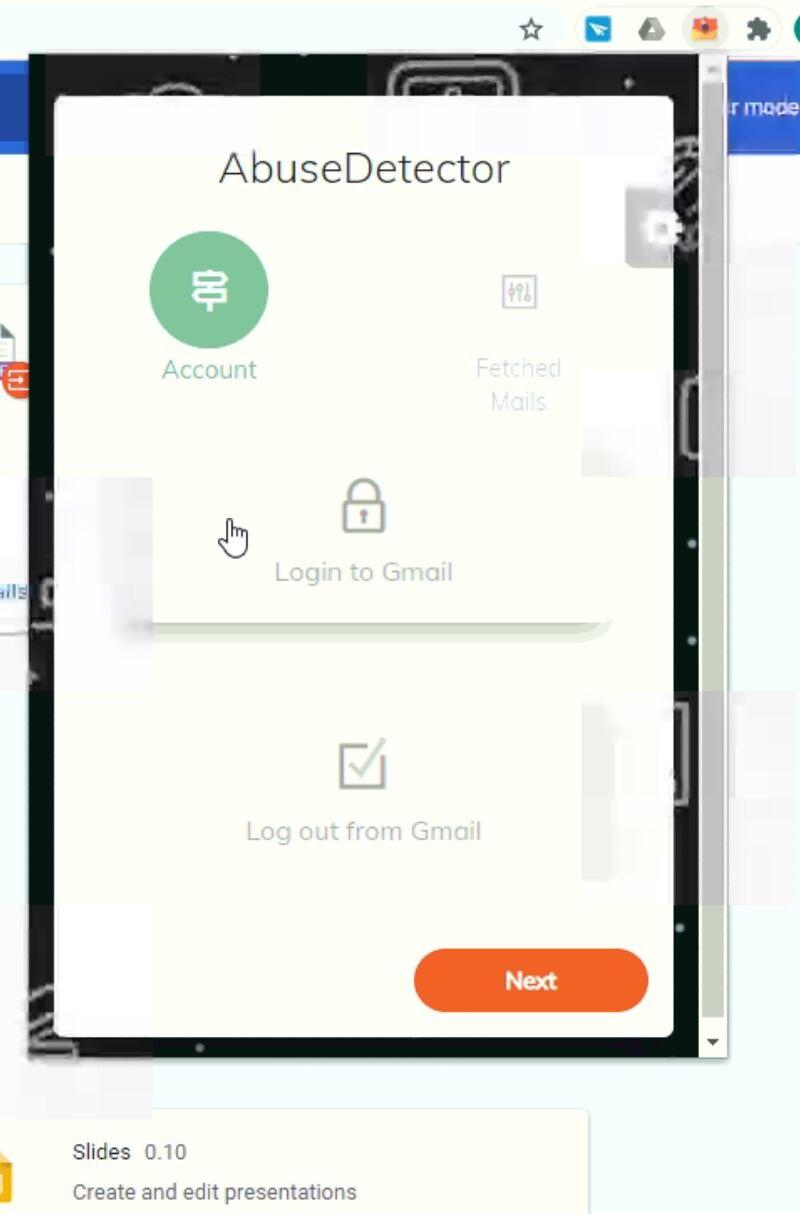 r mode
AbuseDetector
Account
Fetched
Mails
Login to Gmail
ails
Log out from Gmail
Next
Slides 0.10
Create and edit presentations